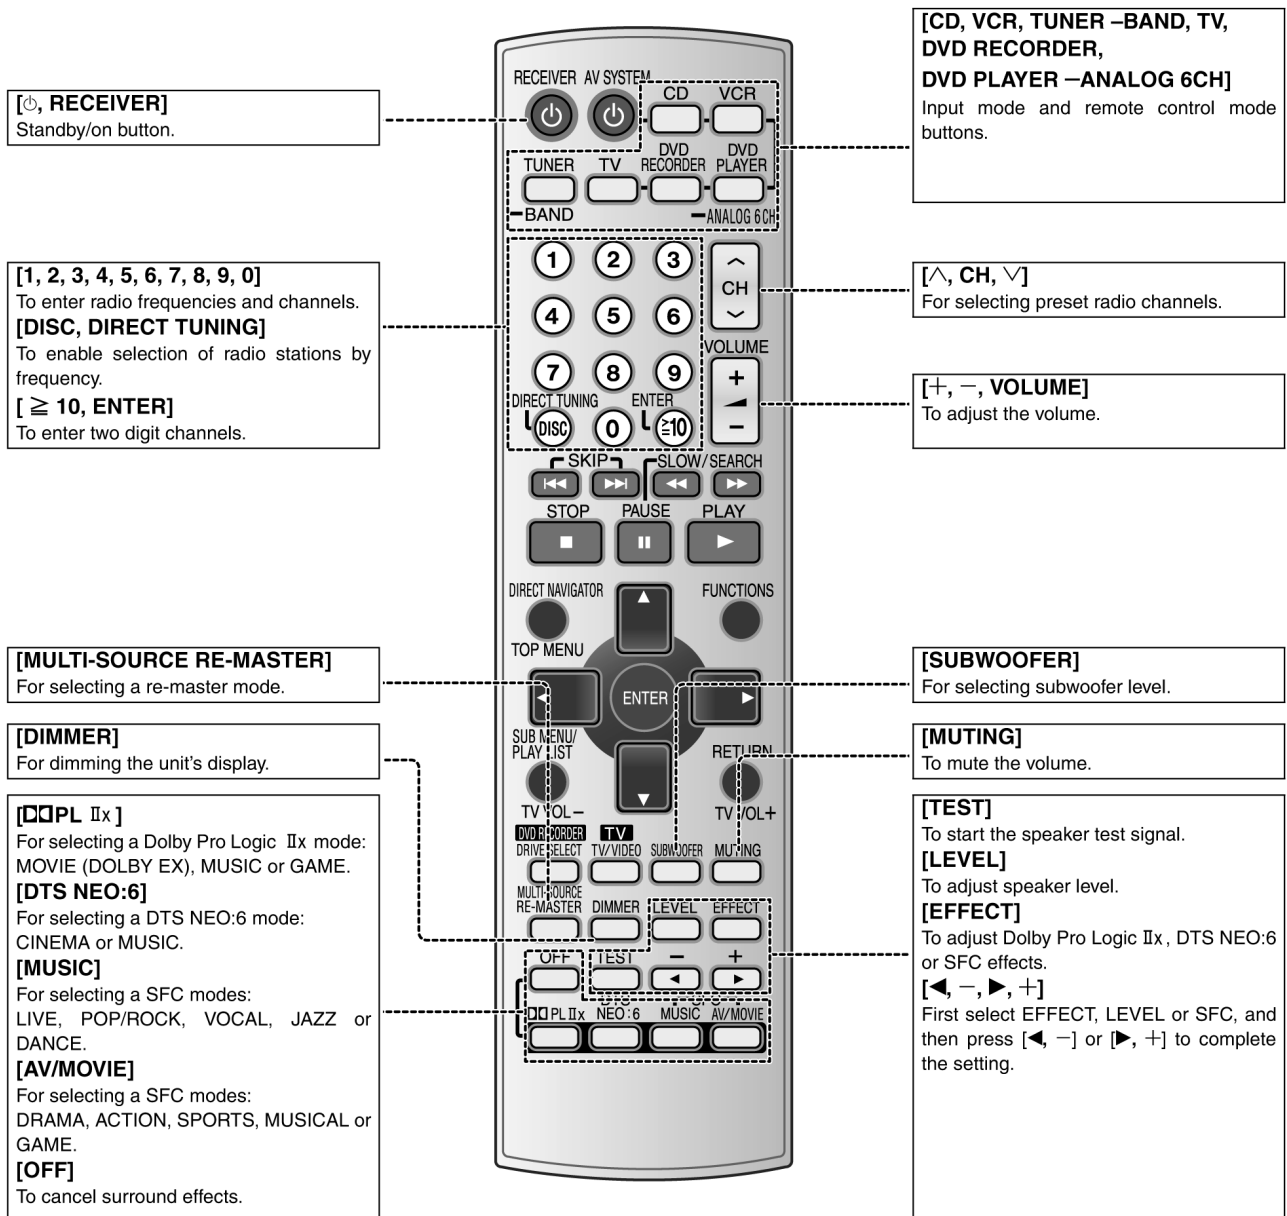 [⏻, RECEIVER]
Standby/on button.
[1, 2, 3, 4, 5, 6, 7, 8, 9, 0]
To enter radio frequencies and channels.
[DISC, DIRECT TUNING]
To enable selection of radio stations by
frequency.
[ ≧ 10, ENTER]
To enter two digit channels.
[MULTI-SOURCE RE-MASTER]
For selecting a re-master mode.
[DIMMER]
For dimming the unit's display.
[DDPL Ⅱx ]
For selecting a Dolby Pro Logic Ⅱx mode:
MOVIE (DOLBY EX), MUSIC or GAME.
[DTS NEO:6]
For selecting a DTS NEO:6 mode:
CINEMA or MUSIC.
[MUSIC]
For selecting a SFC modes:
LIVE, POP/ROCK, VOCAL, JAZZ or
DANCE.
[AV/MOVIE]
For selecting a SFC modes:
DRAMA, ACTION, SPORTS, MUSICAL or
GAME.
[OFF]
To cancel surround effects.
RECEIVER AV SYSTEM
CD VCR
TUNER TV DVD RECORDER DVD PLAYER
–BAND –ANALOG 6CH
1 2 3
CH
4 5 6
VOLUME
7 8 9
+
DIRECT TUNING ENTER
DISC 0 ≧10
−
SKIP SLOW/SEARCH
STOP PAUSE PLAY
DIRECT NAVIGATOR FUNCTIONS
TOP MENU
ENTER
SUB MENU/
PLAY LIST RETURN
TV VOL− TV VOL+
DVD RECORDER TV
DRIVE SELECT TV/VIDEO SUBWOOFER MUTING
MULTI-SOURCE
RE-MASTER DIMMER LEVEL EFFECT
OFF TEST − +
DTS SFC
DDPLⅡx NEO:6 MUSIC AV/MOVIE
[CD, VCR, TUNER –BAND, TV,
DVD RECORDER,
DVD PLAYER –ANALOG 6CH]
Input mode and remote control mode
buttons.
[∧, CH, ∨]
For selecting preset radio channels.
[+, −, VOLUME]
To adjust the volume.
[SUBWOOFER]
For selecting subwoofer level.
[MUTING]
To mute the volume.
[TEST]
To start the speaker test signal.
[LEVEL]
To adjust speaker level.
[EFFECT]
To adjust Dolby Pro Logic Ⅱx , DTS NEO:6
or SFC effects.
[◀, −, ▶, +]
First select EFFECT, LEVEL or SFC, and
then press [◀, −] or [▶, +] to complete
the setting.